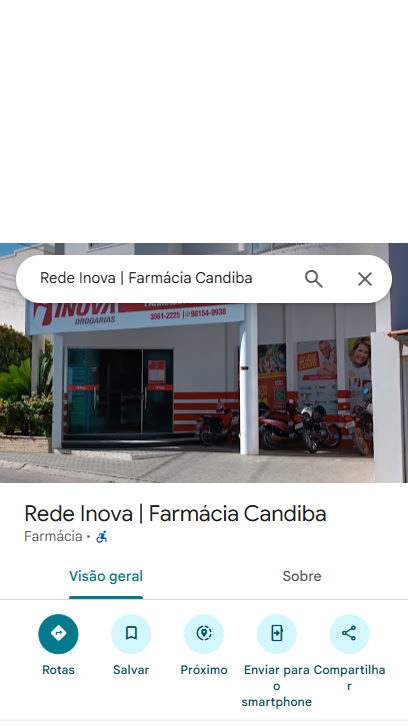 Rede Inova | Farmácia Candiba
INOVA
DROGARIAS
3661-2225 | 98154-9938
Rede Inova | Farmácia Candiba
Farmácia ·
Visão geral
Sobre
Rotas
Salvar
Próximo
Enviar para
o
smartphone
Compartilha
r